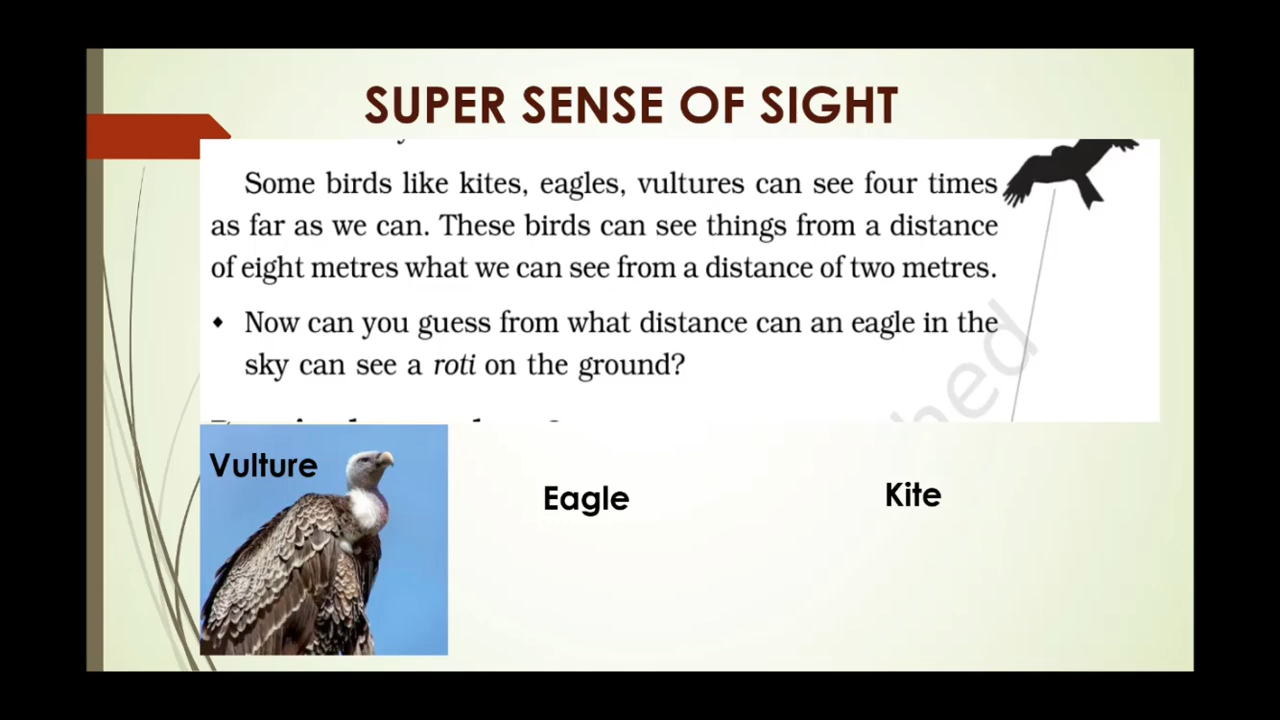 SUPER SENSE OF SIGHT
Some birds like kites, eagles, vultures can see four times
as far as we can. These birds can see things from a distance
of eight metres what we can see from a distance of two metres.
♦ Now can you guess from what distance can an eagle in the
sky can see a roti on the ground?
hed
Vulture
Eagle
Kite